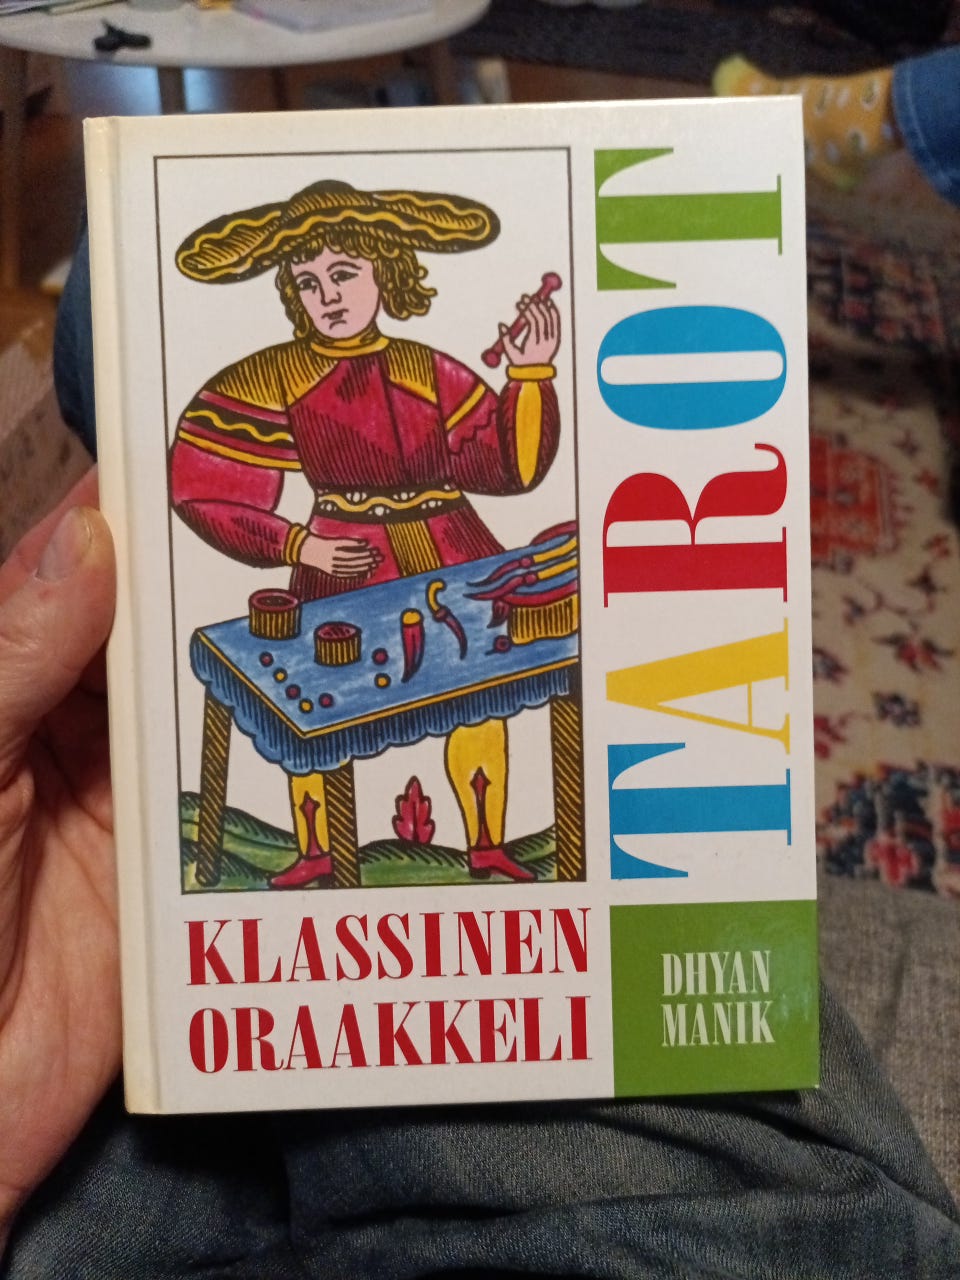 TAROT
KLASSINEN
ORAAKKELI
DHYAN
MANIK